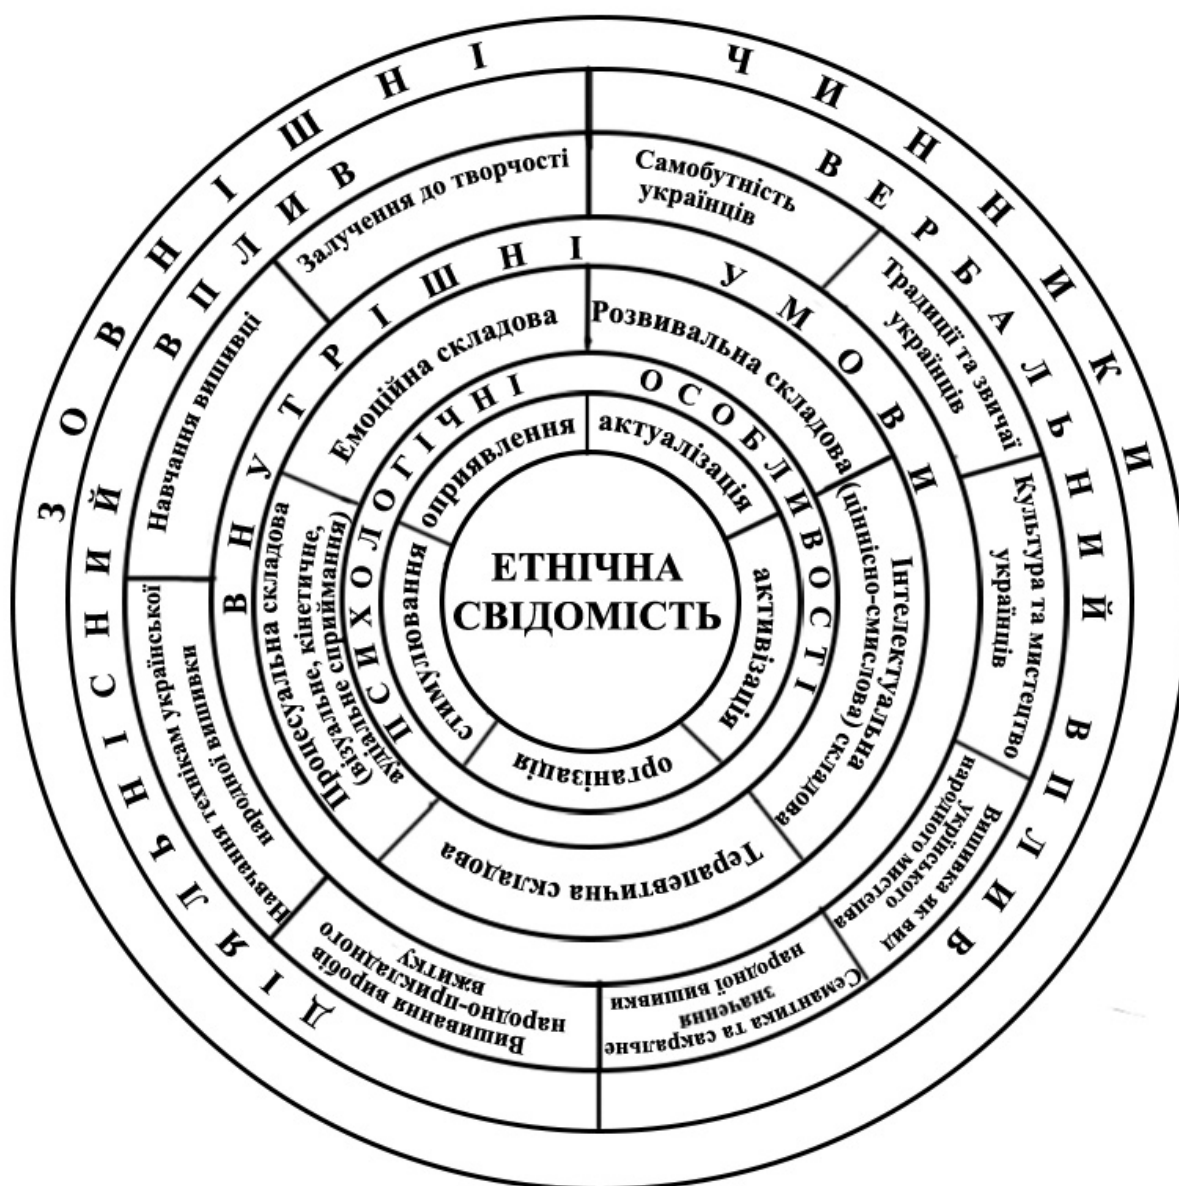 ЗОВНІШНІ ЧИННИКИ
ДІЯЛЬНІСНИЙ ВПЛИВ
ВЕРБАЛЬНИЙ ВПЛИВ
Залучення до творчості
Навчання вишивці
Навчання технікам української
народної вишивки
Вишивання виробів
народно-прикладного
вжитку
Самобутність
українців
Традиції та звичаї
українців
Культура та мистецтво
українців
Вишивка як вид
українського
народного мистецва
Семантика та сакральне
значення
народної вишивки
ВНУТРІШНІ УМОВИ
Емоційна складова
Розвивальна складова
Інтелектуальна
(ціннісно-смислова) складова
Терапевтична складова
Процесуальна складова
(візуальне, кінетичне,
аудіальне сприймання)
ПСИХОЛОГІЧНІ ОСОБЛИВОСТІ
оприявлення
актуалізація
активізація
організація
стимулювання
ЕТНІЧНА
СВІДОМІСТЬ